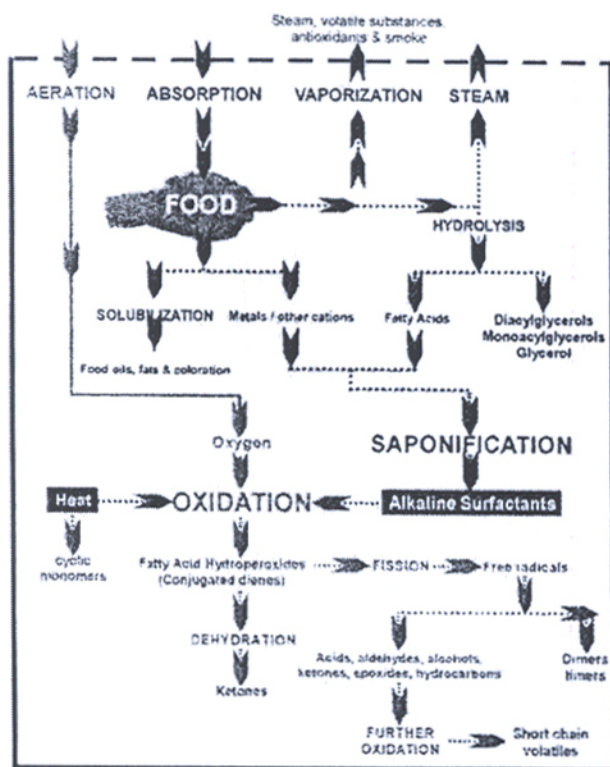 Steam, volatile substances,
antioxidants & smoke
AERATION ABSORPTION VAPORIZATION STEAM
FOOD
HYDROLYSIS
SOLUBILIZATION Metals / other cations Fatty Acids Diacylglycerols
Monoacylglycerols
Glycerol
Food oils, fats & coloration
Oxygen
SAPONIFICATION
Heat OXIDATION Alkaline Surfactants
Cyclic
monomers
Fatty Acid Hydroperoxides
(Conjugated dienes)
FISSION Free radicals
DEHYDRATION
Ketones
Acids, aldehydes, alcohols,
ketones, epoxides, hydrocarbons
Dimers
FURTHER
OXIDATION
Short chain
volatiles